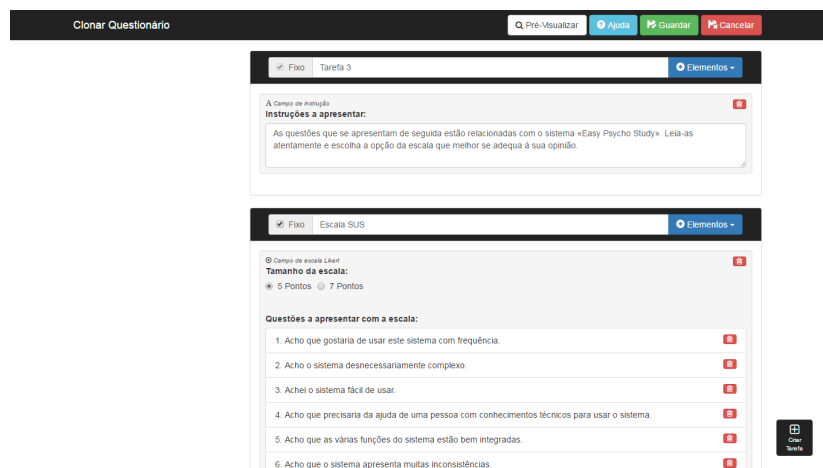 Clonar Questionário
Pré-Visualizar
Ajuda
Guardar
Cancelar
Fixo
Tarefa 3
Elementos
A Campo de instrução
Instruções a apresentar:
As questões que se apresentam de seguida estão relacionadas com o sistema «Easy Psycho Study». Leia-as
atentamente e escolha a opção da escala que melhor se adequa à sua opinião.
Fixo
Escala SUS
Elementos
Campo de escala Likert
Tamanho da escala:
5 Pontos 7 Pontos
Questões a apresentar com a escala:
1. Acho que gostaria de usar este sistema com frequência.
2. Acho o sistema desnecessariamente complexo.
3. Achei o sistema fácil de usar.
4. Acho que precisaria da ajuda de uma pessoa com conhecimentos técnicos para usar o sistema.
5. Acho que as várias funções do sistema estão bem integradas.
6. Acho que o sistema apresenta muitas inconsistências.
Criar
Tarefa